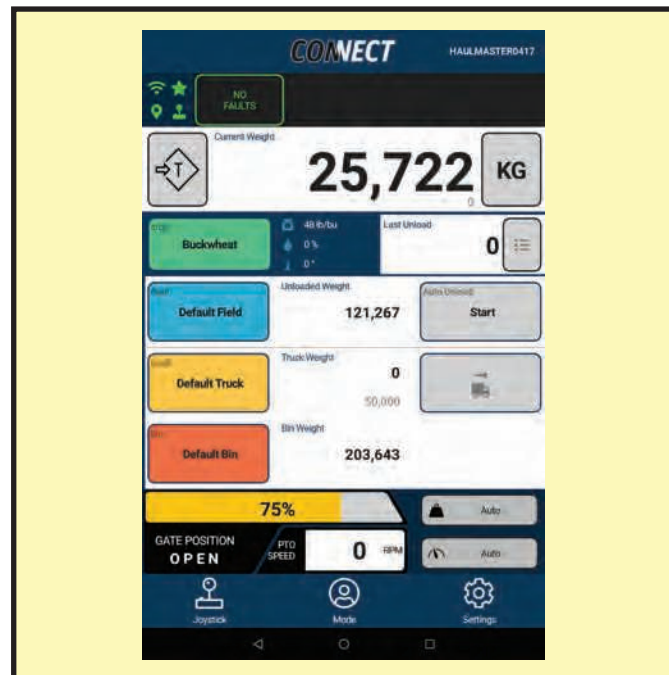 CONNECT
HAULMASTER0417
NO
FAULTS
Current Weight
T
25,722
KG
0
Buckwheat
48 lb/bu
0 %
0°
Last Unload
0
Default Field
Unloaded Weight
121,267
Auto Unload
Start
Default Truck
Truck Weight
0
50,000
Default Bin
Bin Weight
203,643
75%
Auto
GATE POSITION
OPEN
PTO
SPEED
0
RPM
Auto
Joystick
Mode
Settings